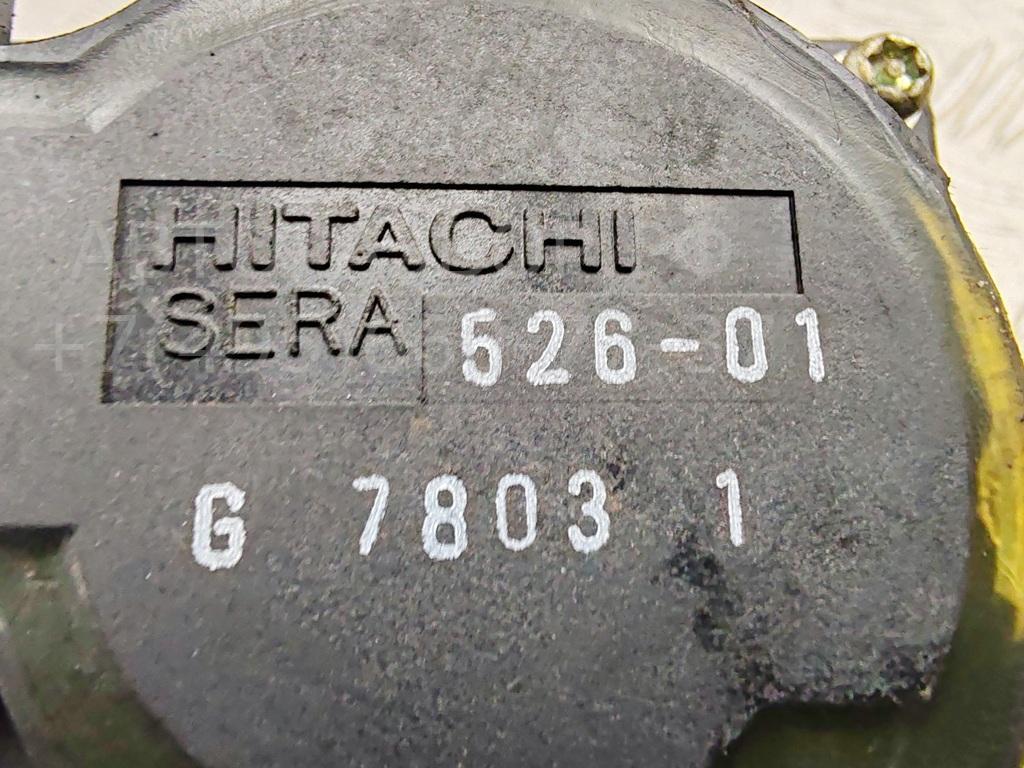 HITACHI
SERA 526-01
G 7803 1